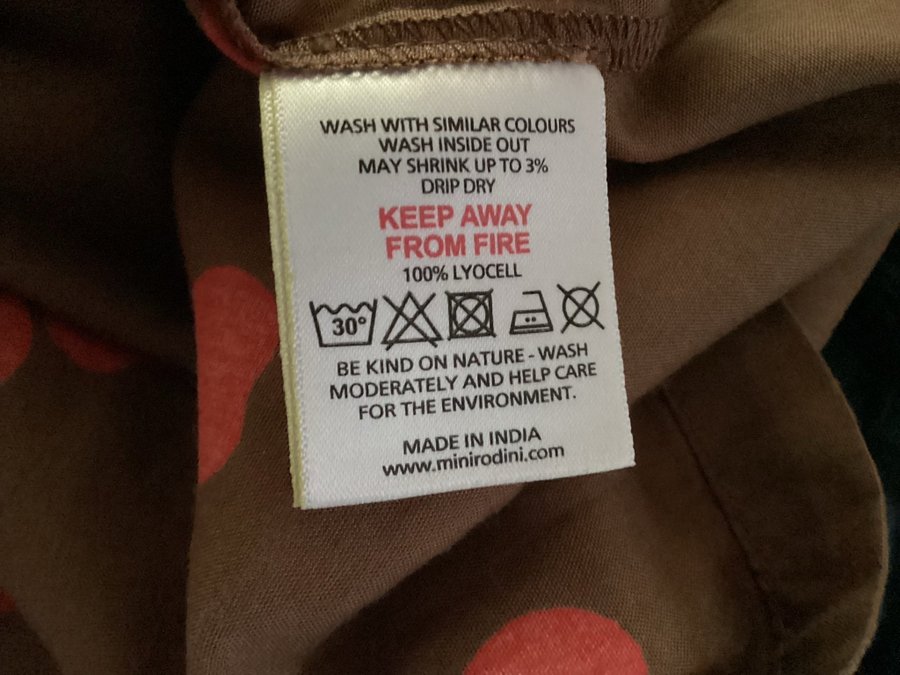 WASH WITH SIMILAR COLOURS
WASH INSIDE OUT
MAY SHRINK UP TO 3%
DRIP DRY
KEEP AWAY
FROM FIRE
100% LYOCELL
30°
BE KIND ON NATURE - WASH
MODERATELY AND HELP CARE
FOR THE ENVIRONMENT.
MADE IN INDIA
www.minirodini.com